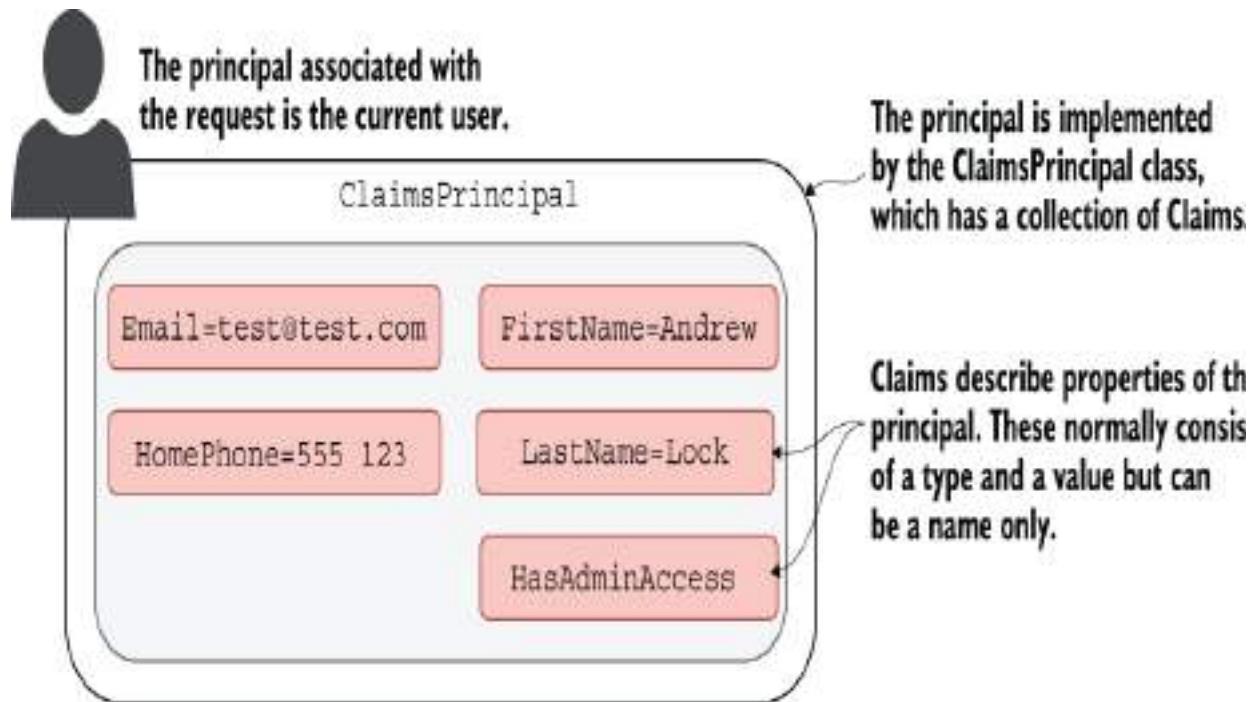 The principal associated with
the request is the current user.
ClaimsPrincipal
The principal is implemented
by the ClaimsPrincipal class,
which has a collection of Claims.
Email=test@test.com
FirstName=Andrew
HomePhone=555 123
LastName=Lock
HasAdminAccess
Claims describe properties of th
principal. These normally consis
of a type and a value but can
be a name only.